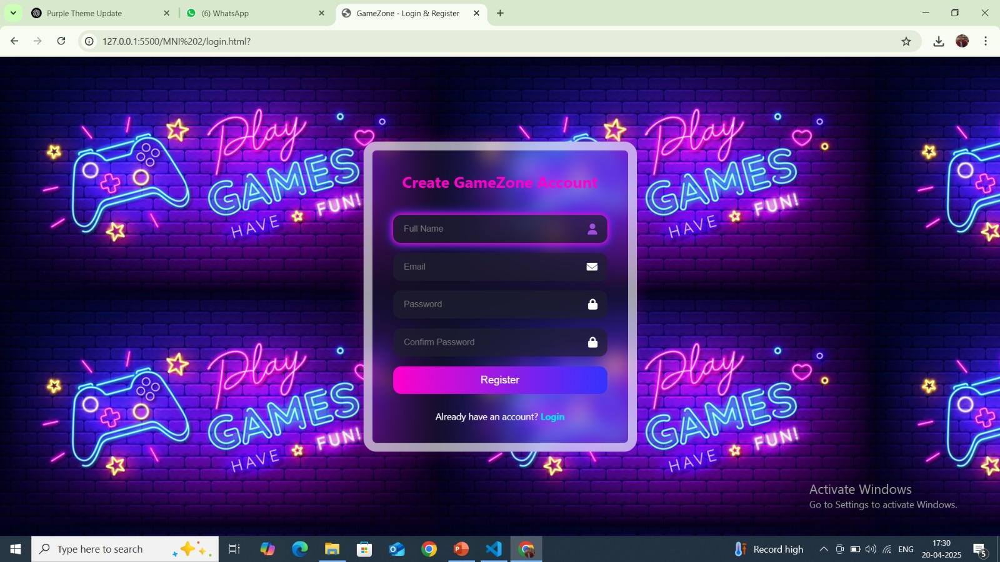 Purple Theme Update
(6) WhatsApp
GameZone - Login & Register
127.0.0.1:5500/MNI%202/login.html?
Play
GAMES
HAVE FUN!
Play
GAMES
HAVE FUN!
Create GameZone Account
Full Name
Email
Password
Confirm Password
Register
Already have an account? Login
Play
GAMES
HAVE FUN!
Play
GAMES
HAVE FUN!
Activate Windows
Go to Settings to activate Windows.
Type here to search
P
Record high
ENG
17:30
20-04-2025
5